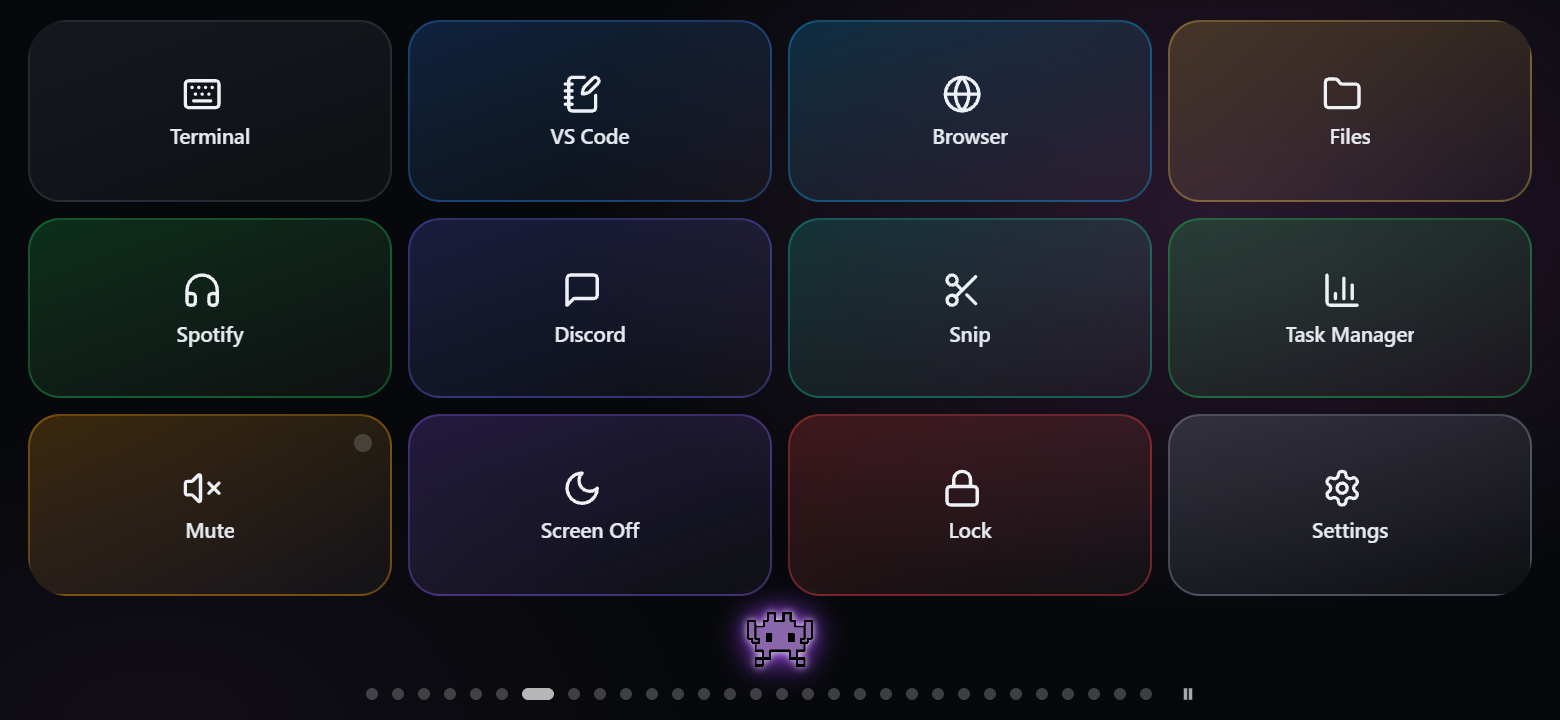 Terminal
VS Code
Browser
Files
Spotify
Discord
Snip
Task Manager
Mute
Screen Off
Lock
Settings